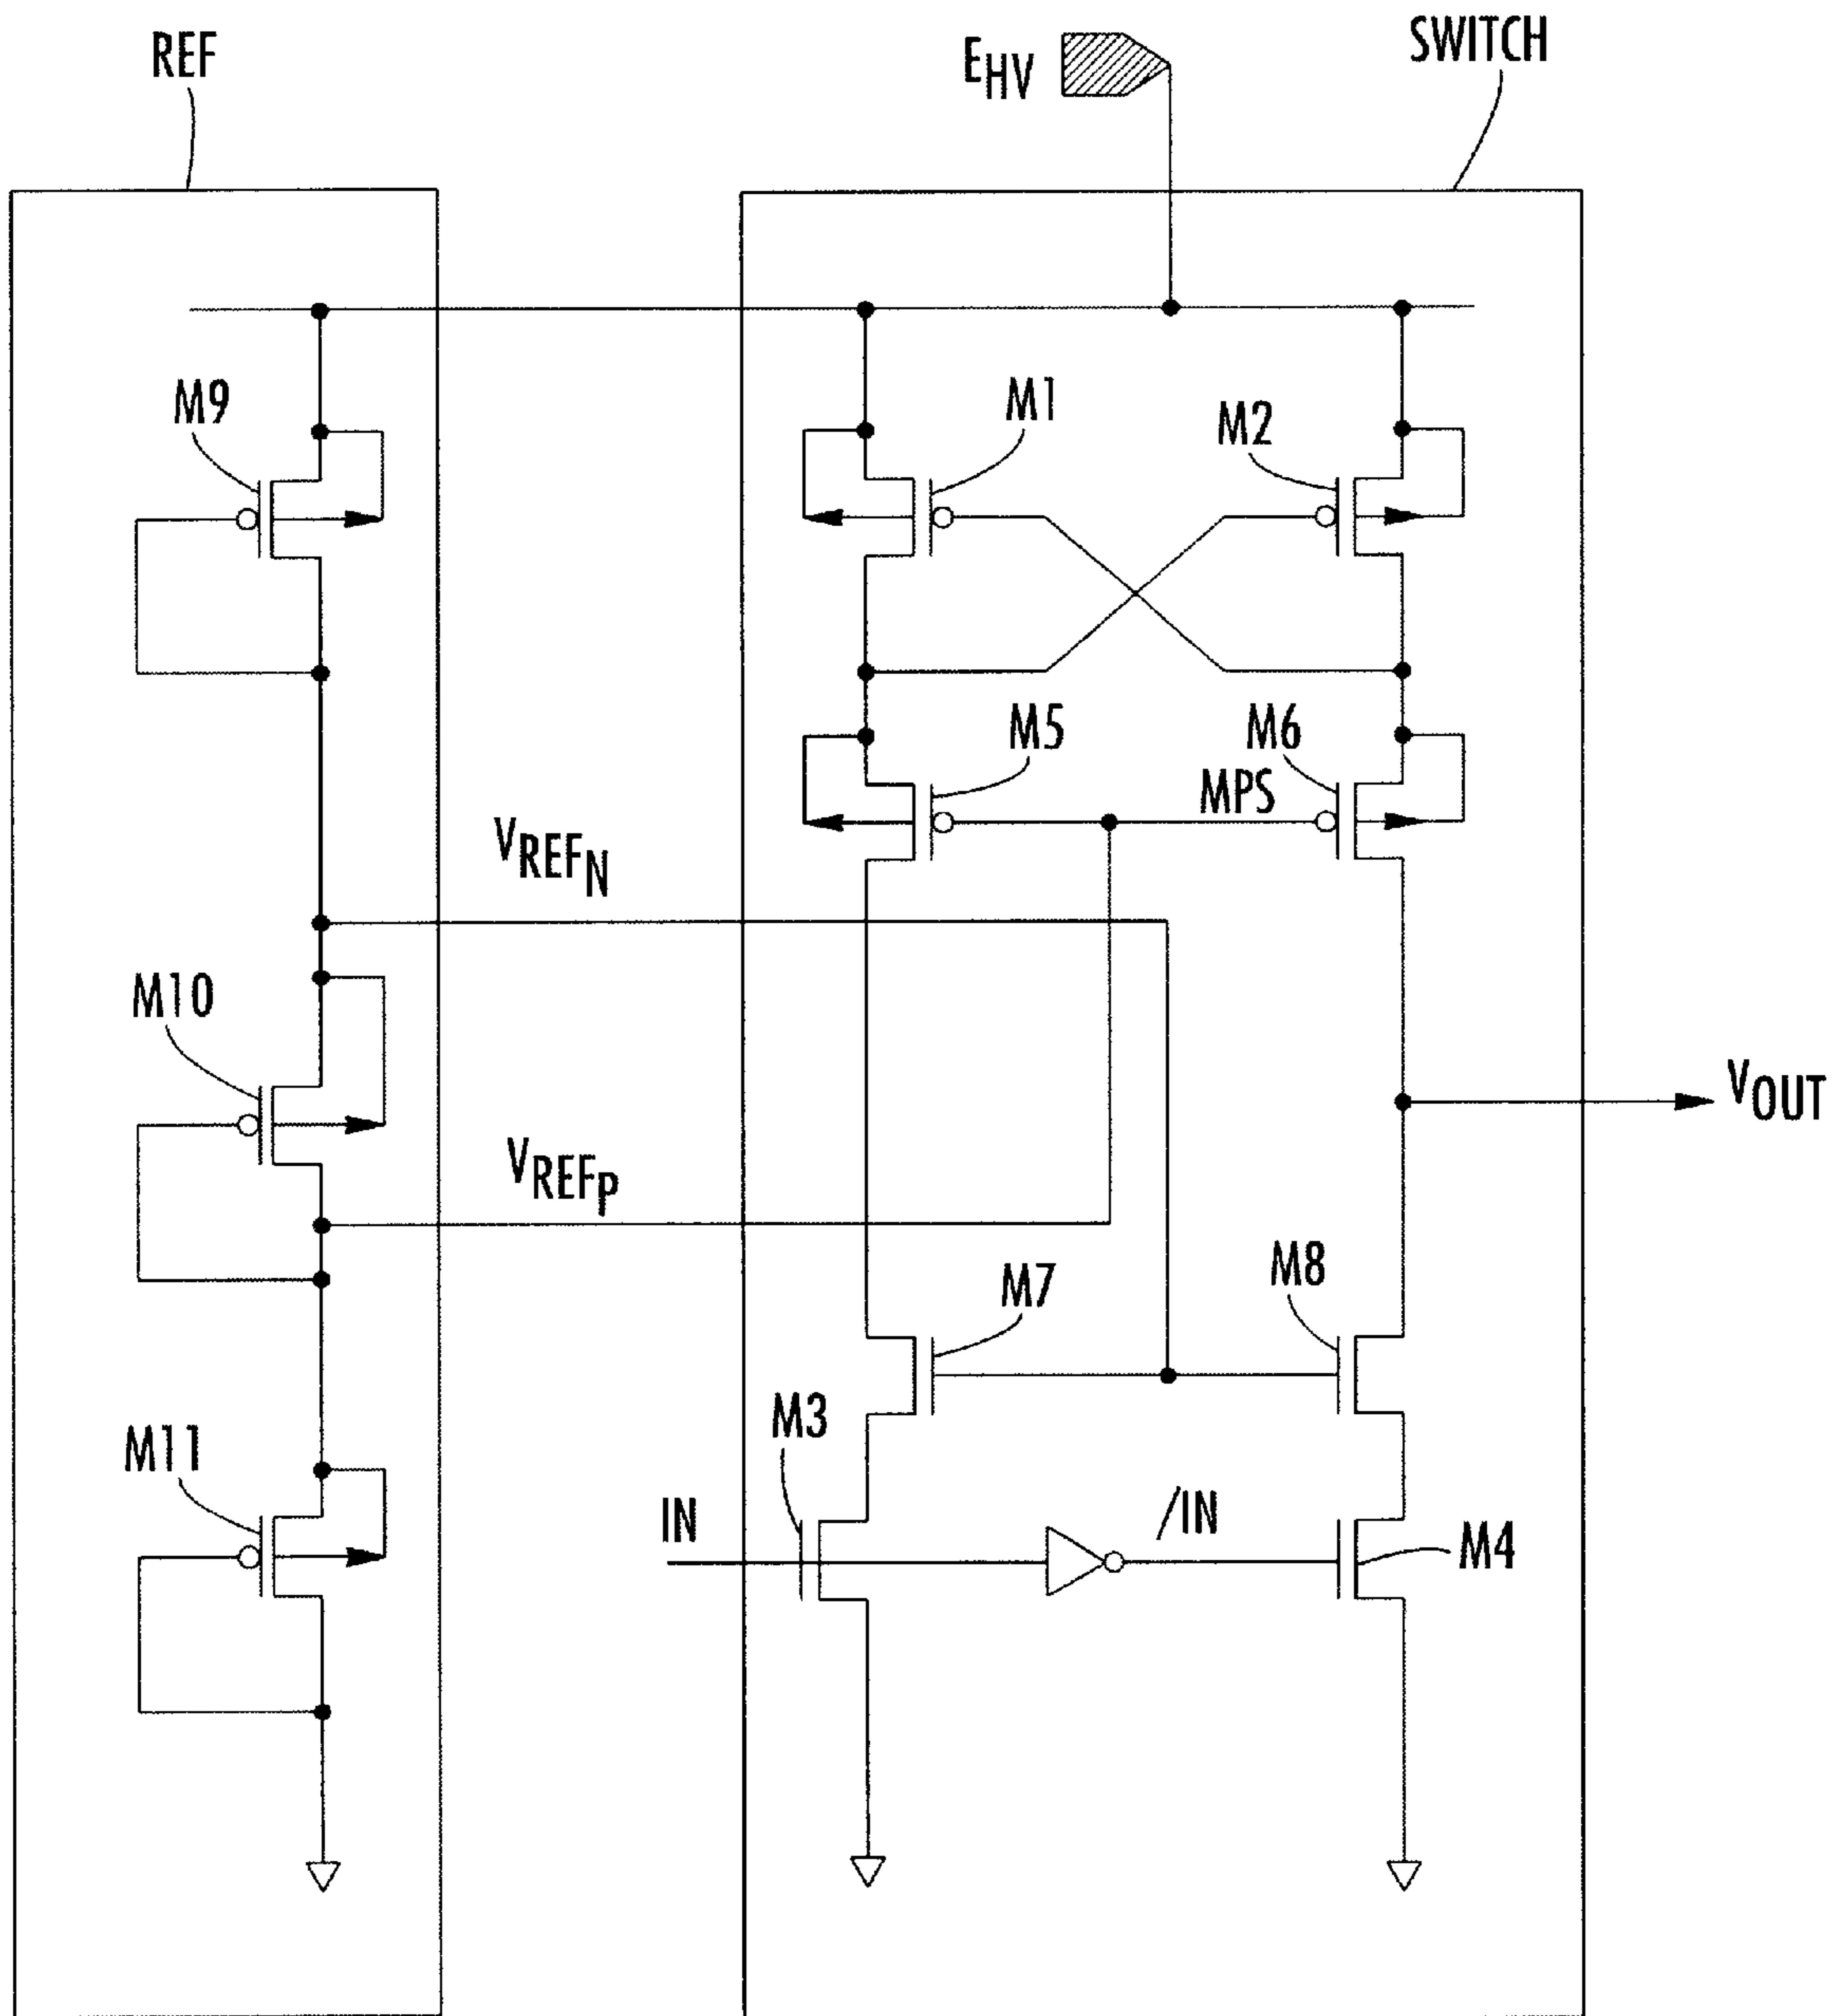 REF
EHV
SWITCH
M9
M1
M2
M5
M6
MPS
VREFN
M10
VREFP
VOUT
M7
M8
M3
M11
IN
/IN
M4